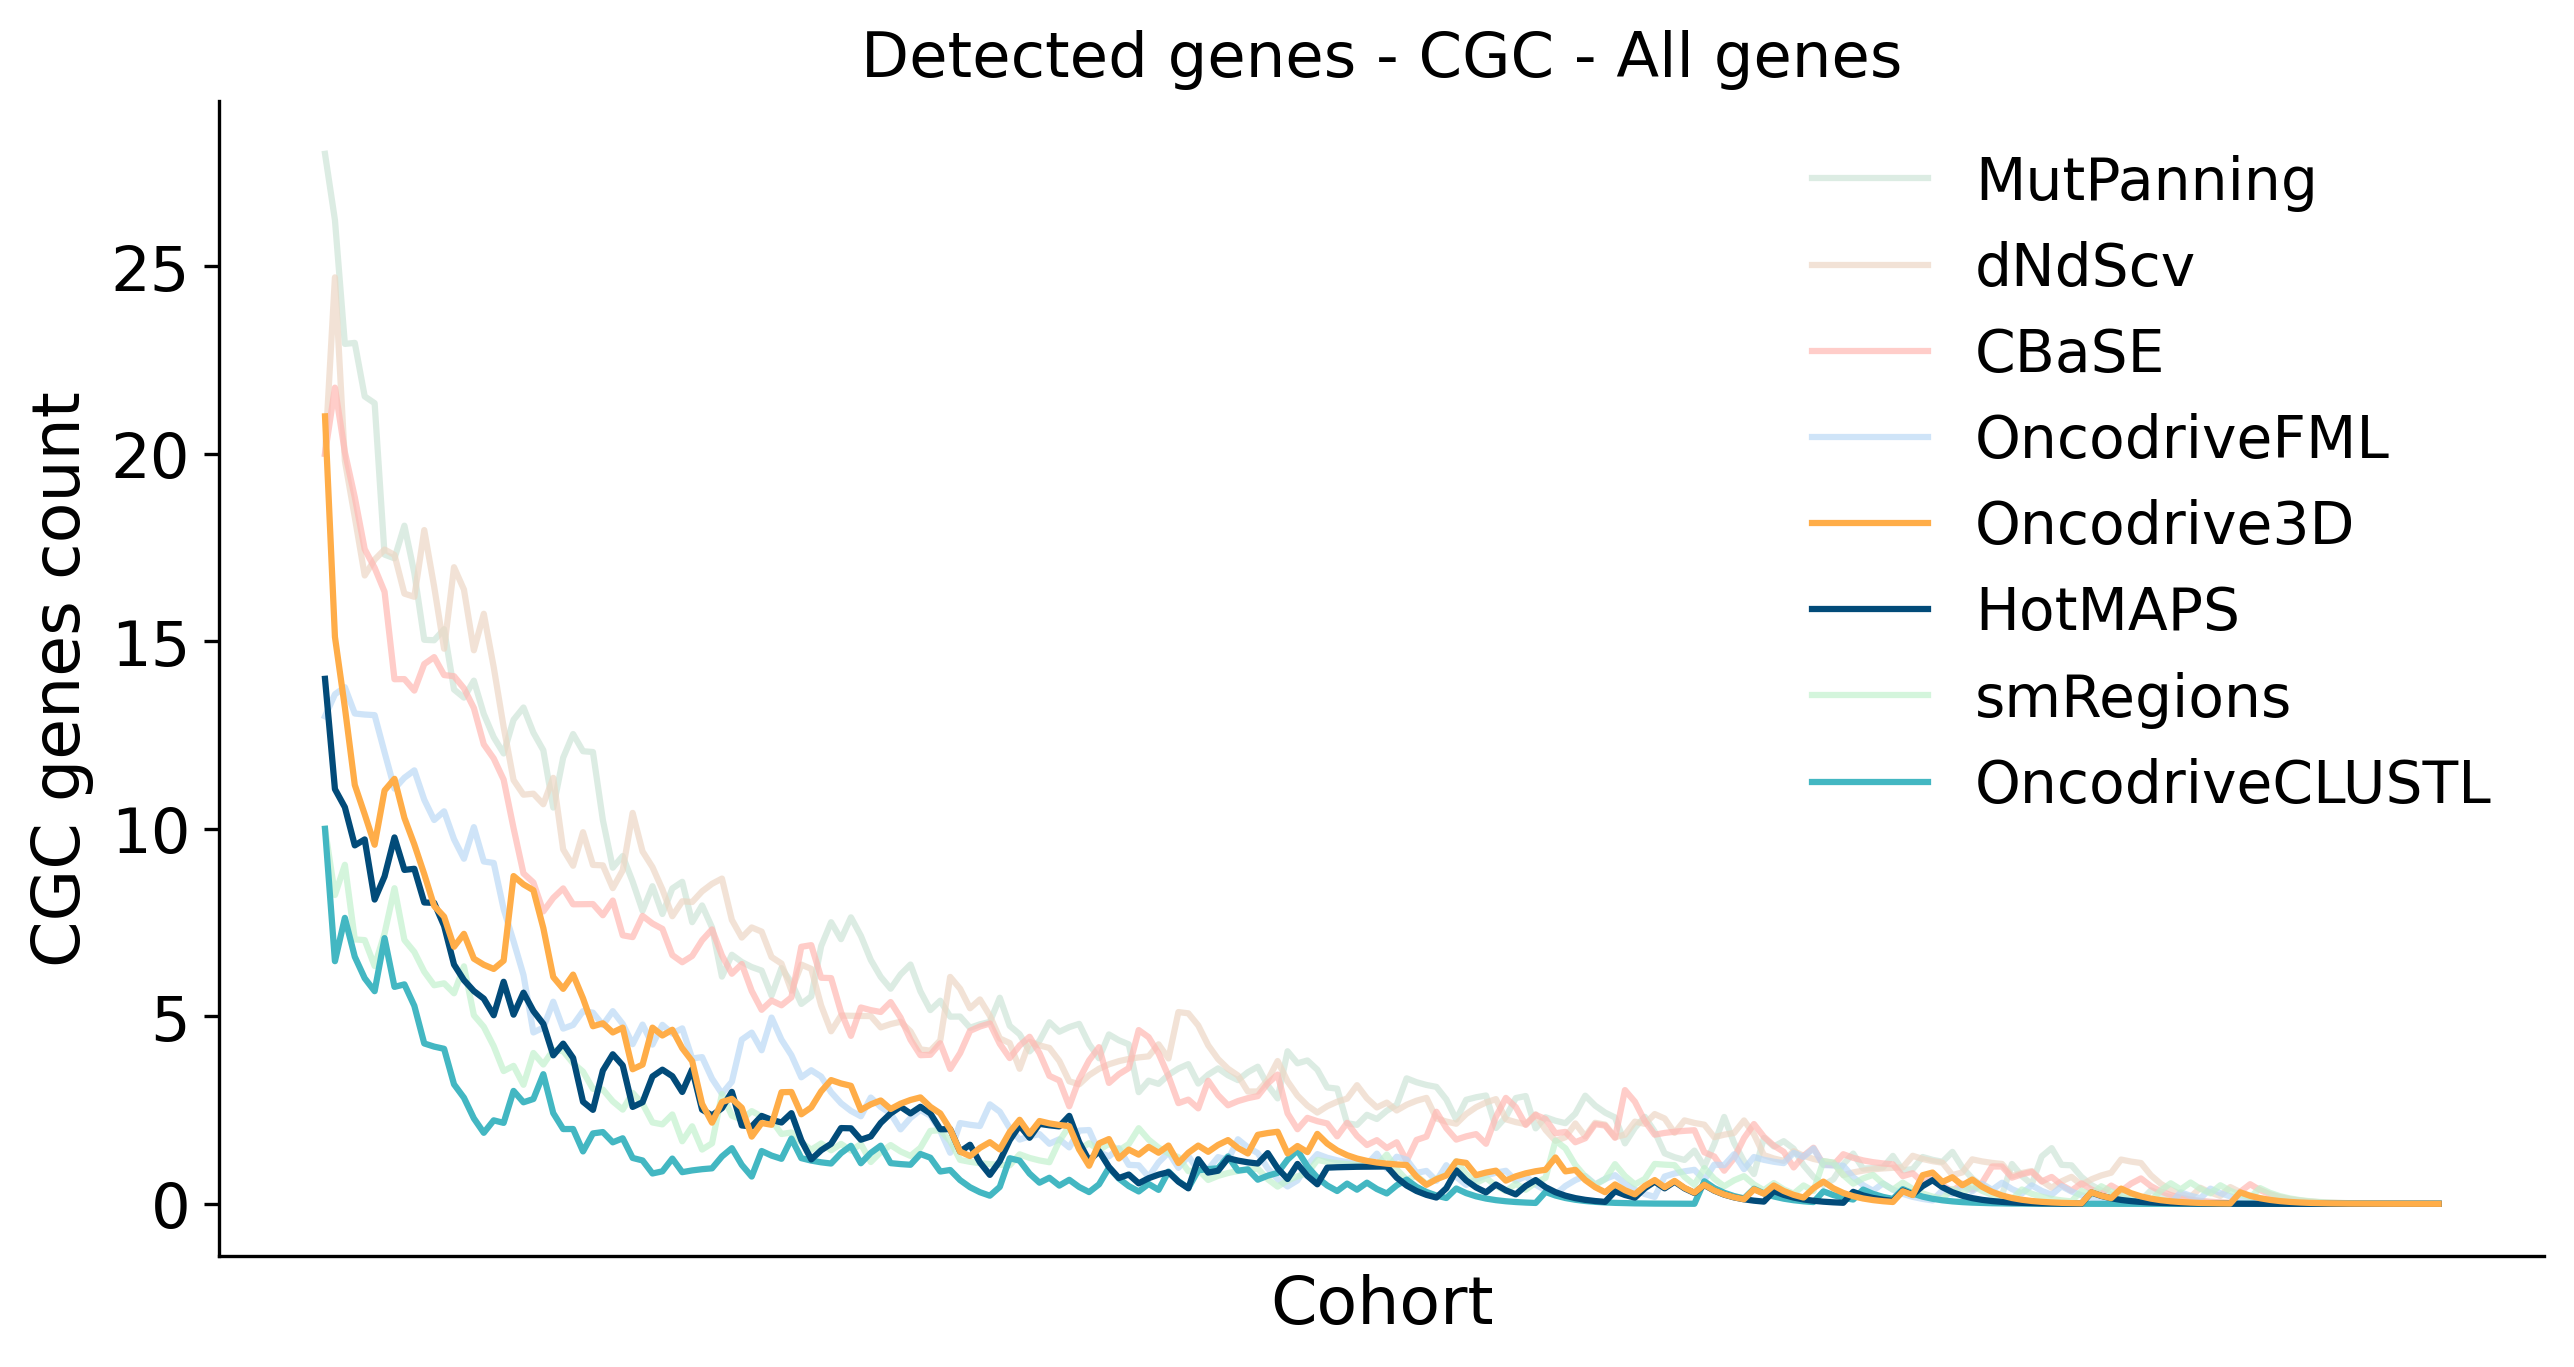 Detected genes - CGC - All genes
MutPanning
dNdScv
CBaSE
OncodriveFML
Oncodrive3D
HotMAPS
smRegions
OncodriveCLUSTL
CGC genes count
25
20
15
10
5
0
Cohort